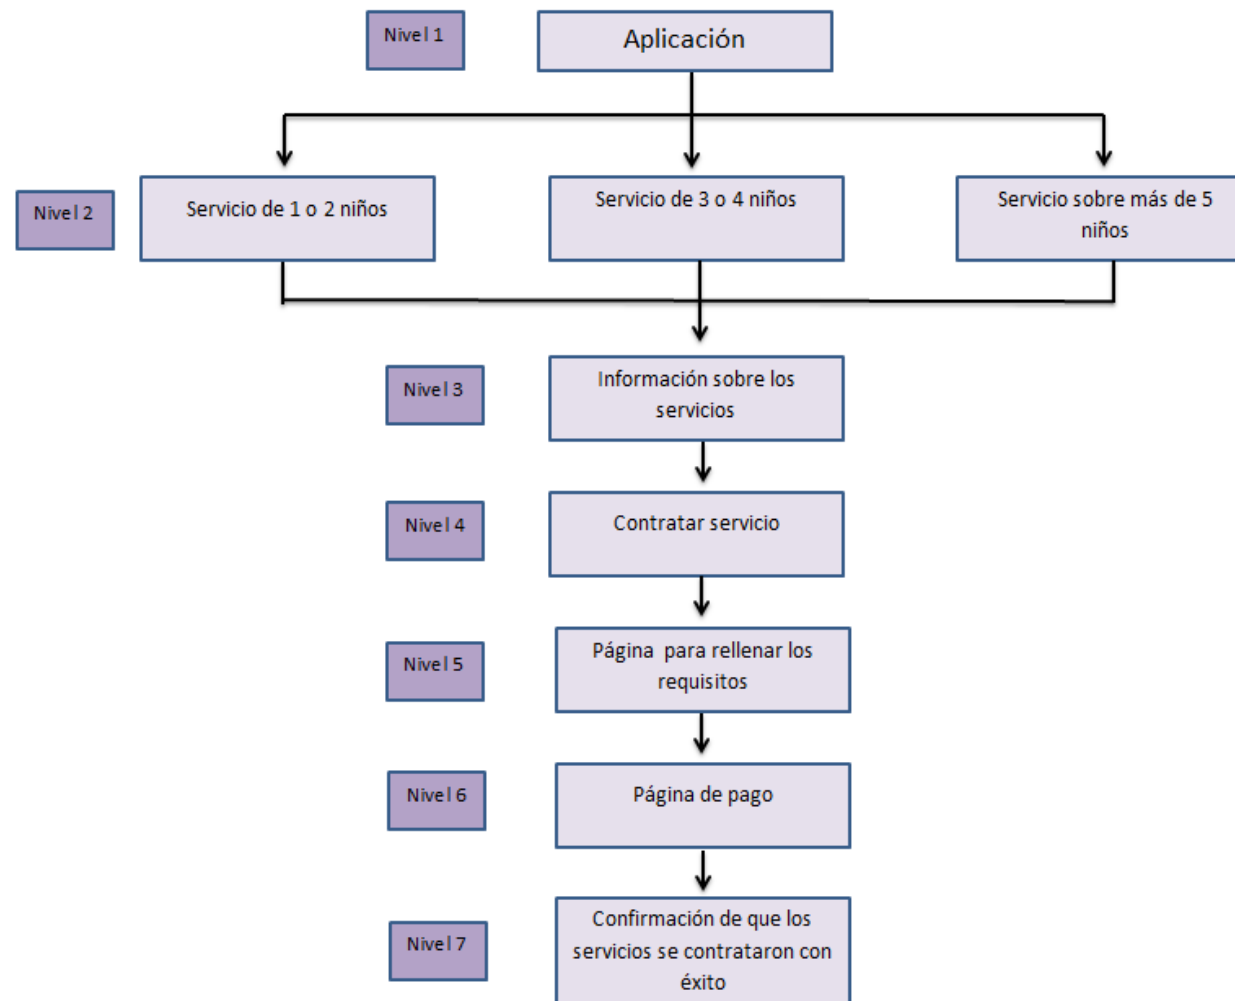 Nivel 1
Aplicación
Nivel 2
Servicio de 1 o 2 niños
Servicio de 3 o 4 niños
Servicio sobre más de 5
niños
Nivel 3
Información sobre los
servicios
Nivel 4
Contratar servicio
Nivel 5
Página para rellenar los
requisitos
Nivel 6
Página de pago
Nivel 7
Confirmación de que los
servicios se contrataron con
éxito